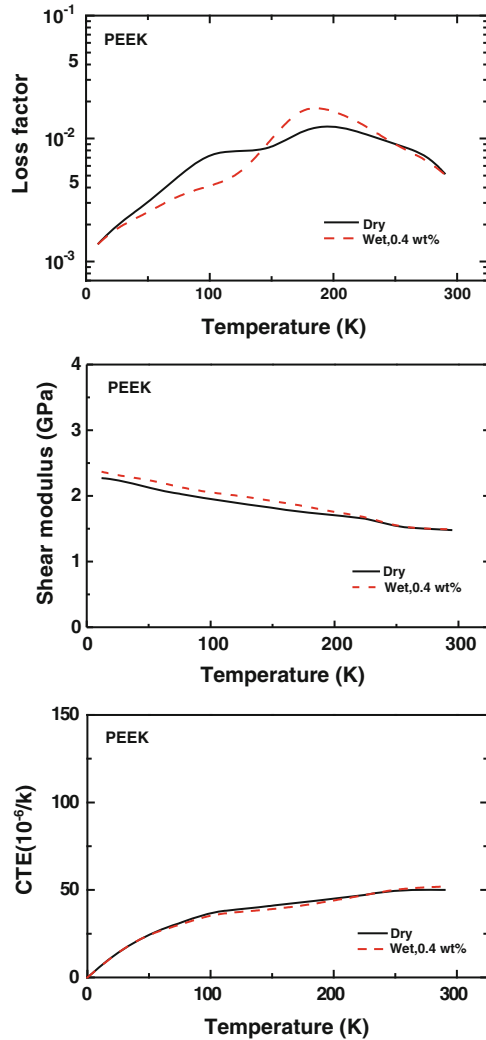 PEEK
Loss factor
10⁻¹
5
10⁻²
5
10⁻³
Dry
Wet,0.4 wt%
0
100
200
300
Temperature (K)
PEEK
Shear modulus (GPa)
4
3
2
1
0
Dry
Wet,0.4 wt%
0
100
200
300
Temperature (K)
PEEK
CTE(10⁻⁶/k)
150
100
50
0
Dry
Wet,0.4 wt%
0
100
200
300
Temperature (K)